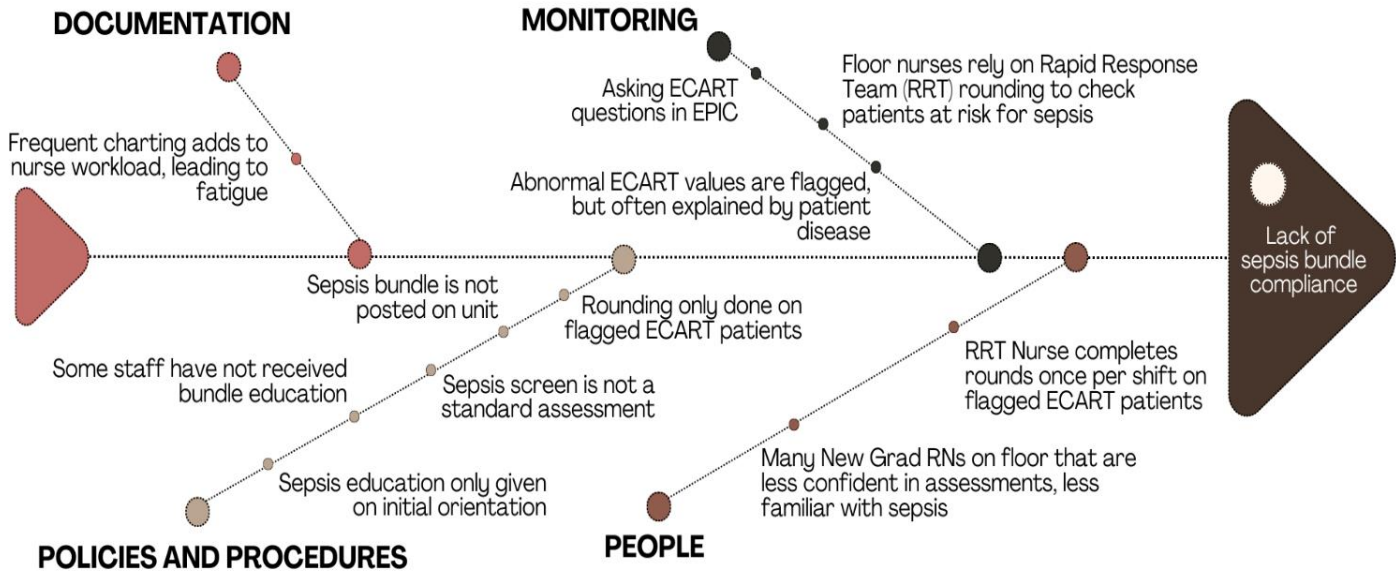 DOCUMENTATION
MONITORING
Frequent charting adds to
nurse workload, leading to
fatigue
Asking ECART
questions in EPIC
Floor nurses rely on Rapid Response
Team (RRT) rounding to check
patients at risk for sepsis
Abnormal ECART values are flagged,
but often explained by patient
disease
Lack of
sepsis bundle
compliance
Sepsis bundle is not
posted on unit
Rounding only done on
flagged ECART patients
Some staff have not received
bundle education
Sepsis screen is not a
standard assessment
Sepsis education only given
on initial orientation
RRT Nurse completes
rounds once per shift on
flagged ECART patients
Many New Grad RNs on floor that are
less confident in assessments, less
familiar with sepsis
POLICIES AND PROCEDURES
PEOPLE